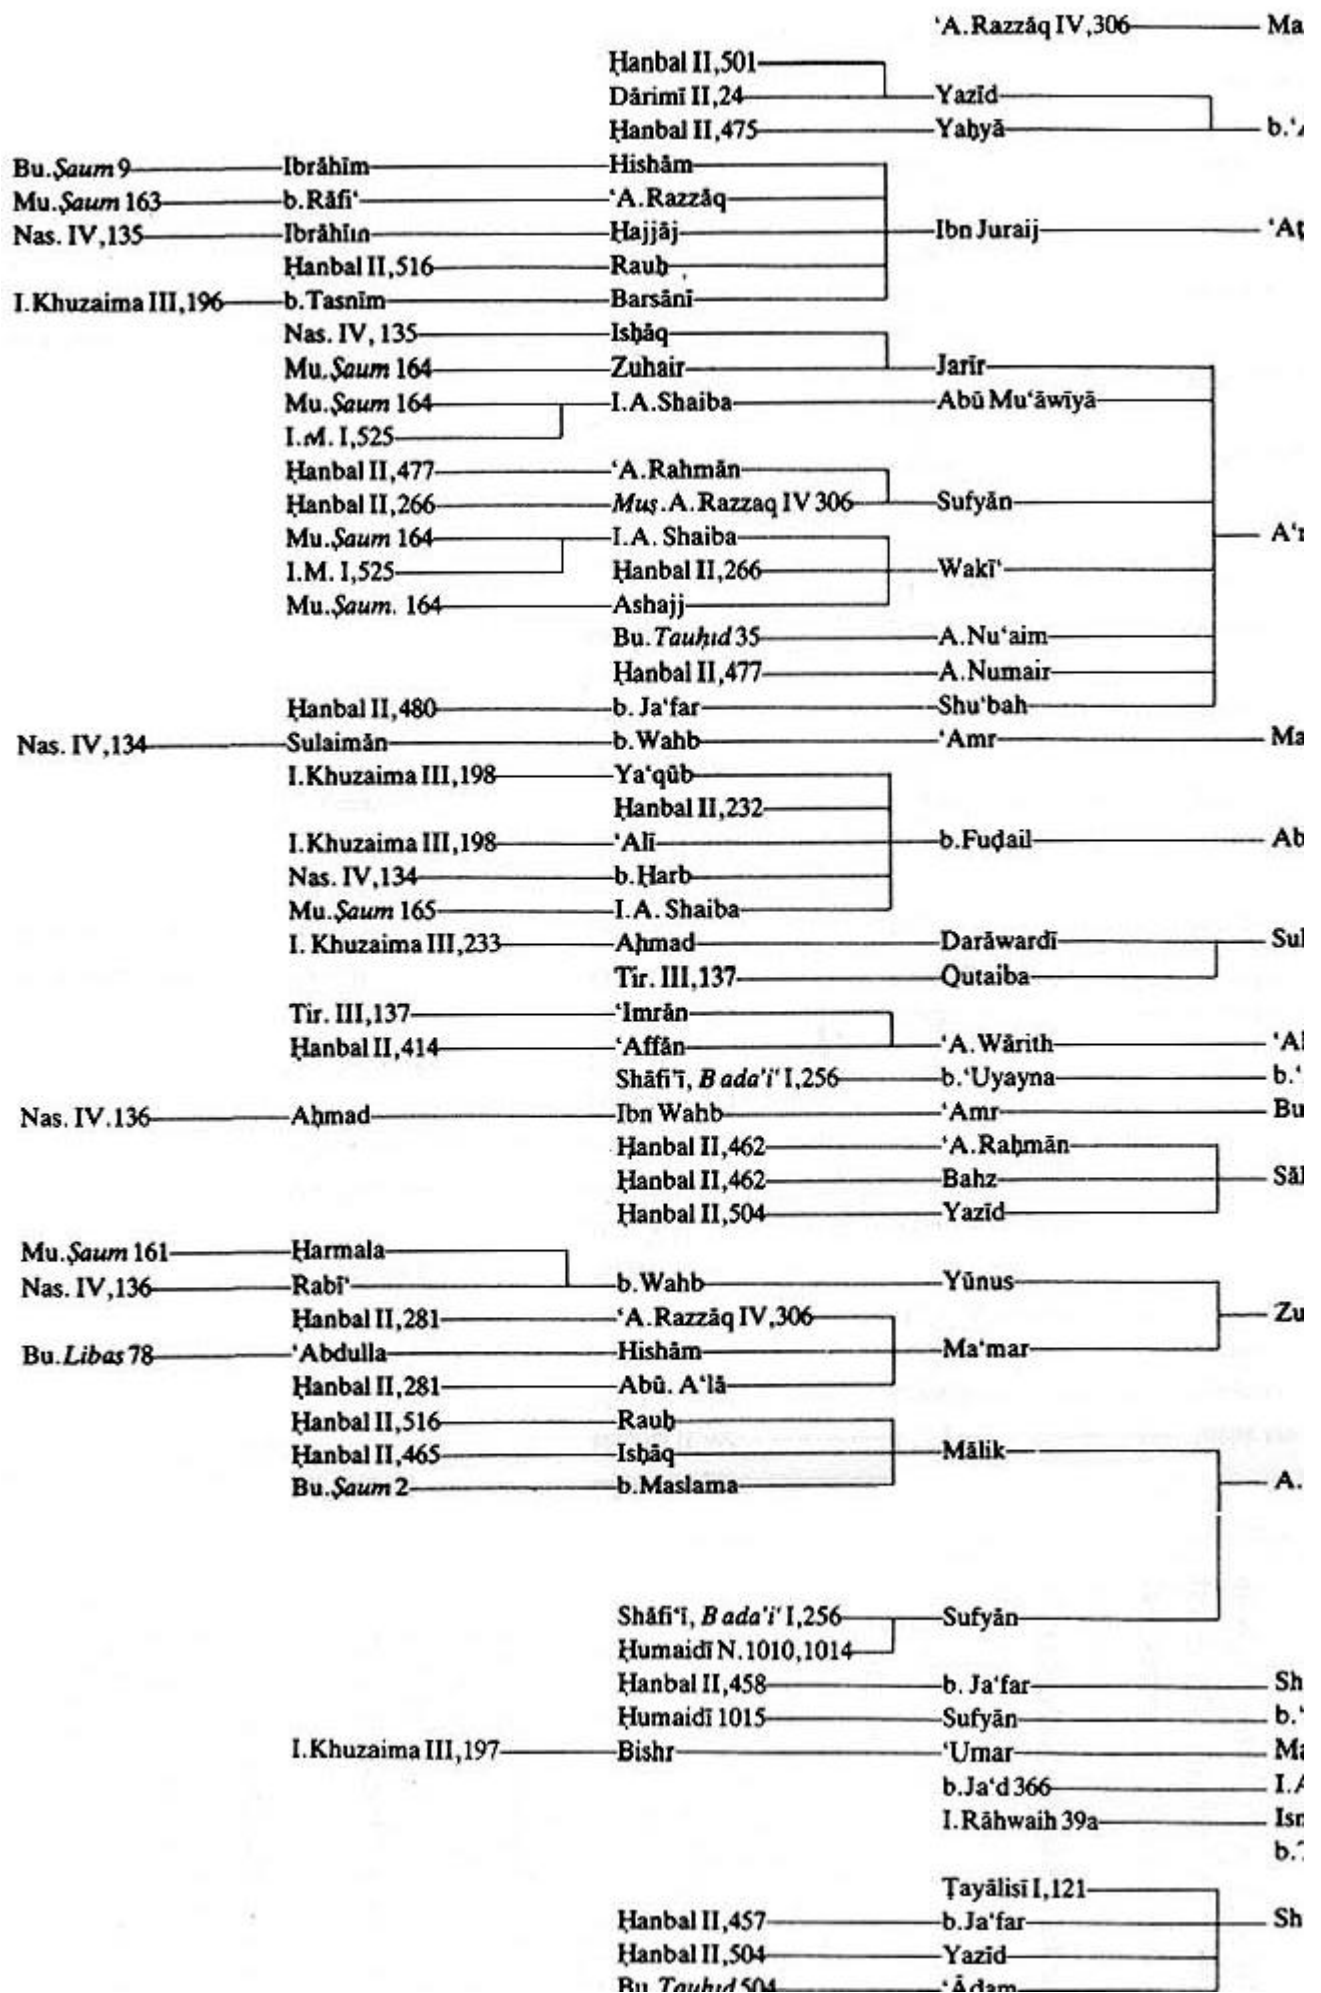 ‘A.Razzāq IV,306 Ma
Ḥanbal II,501
Dārimī II,24 Yazīd
Ḥanbal II,475 Yaḥyā b.‘A
Bu.Ṣaum 9 Ibrāhīm Hishām
Mu.Ṣaum 163 b.Rāfi‘ ‘A.Razzāq
Nas. IV,135 Ibrāhīm Ḥajjāj Ibn Juraij ‘Aṭ
Ḥanbal II,516 Rauḥ
I.Khuzaima III,196 b.Tasnīm Barsānī
Nas. IV, 135 Isḥāq
Mu.Ṣaum 164 Zuhair Jarīr
Mu.Ṣaum 164 I.A.Shaiba Abū Mu‘āwīyā
I.M. I,525
Ḥanbal II,477 ‘A.Rahmān
Ḥanbal II,266 Muṣ.A.Razzaq IV 306 Sufyān
Mu.Ṣaum 164 I.A. Shaiba A‘r
I.M. I,525 Ḥanbal II,266 Wakī‘
Mu.Ṣaum. 164 Ashajj
Bu.Tauḥıd 35 A.Nu‘aim
Ḥanbal II,477 A.Numair
Ḥanbal II,480 b. Ja‘far Shu‘bah
Nas. IV,134 Sulaimān b.Wahb ‘Amr Ma
I.Khuzaima III,198 Ya‘qūb
Ḥanbal II,232
I.Khuzaima III,198 ‘Alī b.Fuḍail Ab
Nas. IV,134 b.Ḥarb
Mu.Ṣaum 165 I.A. Shaiba
I. Khuzaima III,233 Aḥmad Darāwardī Sul
Tir. III,137 Qutaiba
Tir. III,137 ‘Imrān
Ḥanbal II,414 ‘Affān ‘A.Wārith ‘Al
Shāfi‘ī, Bada'i‘ I,256 b.‘Uyayna b.‘
Nas. IV.136 Aḥmad Ibn Wahb ‘Amr Bu
Ḥanbal II,462 ‘A.Raḥmān
Ḥanbal II,462 Bahz Sāl
Ḥanbal II,504 Yazīd
Mu.Ṣaum 161 Ḥarmala
Nas. IV,136 Rabī‘ b.Wahb Yūnus
Ḥanbal II,281 ‘A.Razzāq IV,306 Zu
Bu.Libas 78 ‘Abdulla Hishām Ma‘mar
Ḥanbal II,281 Abū. A‘lā
Ḥanbal II,516 Rauḥ
Ḥanbal II,465 Isḥāq Mālik
Bu.Ṣaum 2 b.Maslama A.
Shāfi‘ī, Bada'i‘ I,256 Sufyān
Ḥumaidī N.1010,1014
Ḥanbal II,458 b. Ja‘far Sh
Ḥumaidī 1015 Sufyān b.‘
I.Khuzaima III,197 Bishr ‘Umar Ma
b.Ja‘d 366 I.A
I.Rāhwaih 39a Isr
b.
Ṭayālisī I,121
Ḥanbal II,457 b.Ja‘far Sh
Ḥanbal II,504 Yazīd
Bu. Tauḥıd 504 ‘Ādam